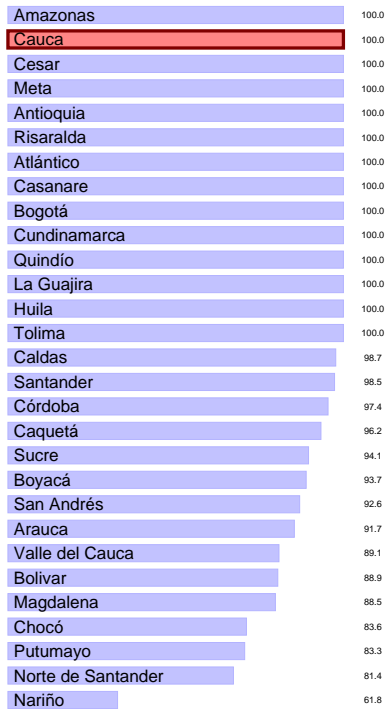 Amazonas 100.0
Cauca 100.0
Cesar 100.0
Meta 100.0
Antioquia 100.0
Risaralda 100.0
Atlántico 100.0
Casanare 100.0
Bogotá 100.0
Cundinamarca 100.0
Quindío 100.0
La Guajira 100.0
Huila 100.0
Tolima 100.0
Caldas 98.7
Santander 98.5
Córdoba 97.4
Caquetá 96.2
Sucre 94.1
Boyacá 93.7
San Andrés 92.6
Arauca 91.7
Valle del Cauca 89.1
Bolivar 88.9
Magdalena 88.5
Chocó 83.6
Putumayo 83.3
Norte de Santander 81.4
Nariño 61.8